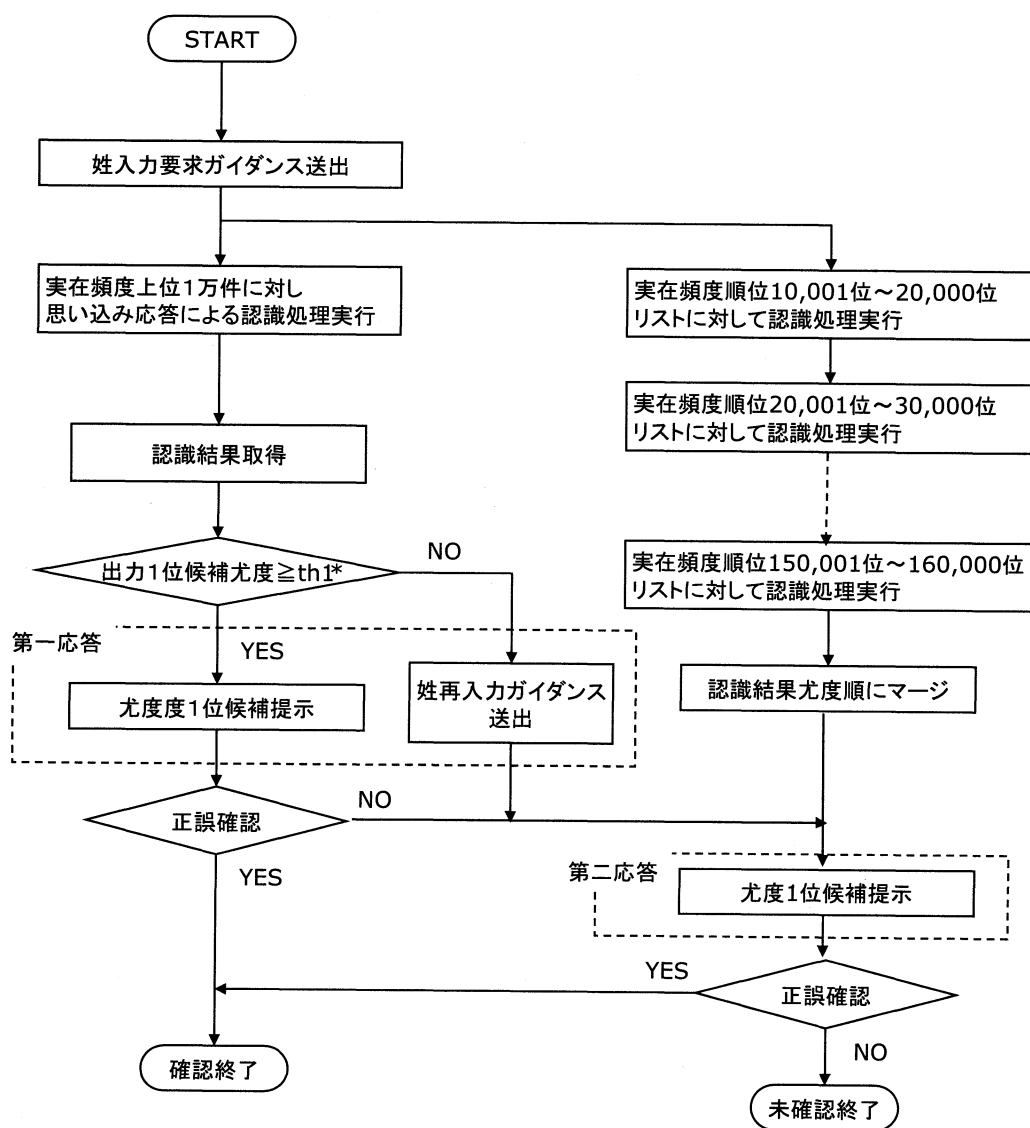 START
姓入力要求ガイダンス送出
実在頻度上位1万件に対し
思い込み応答による認識処理実行
認識結果取得
出力1位候補尤度≧th1*
NO
YES
第一応答
尤度度1位候補提示
姓再入力ガイダンス
送出
正誤確認
NO
YES
確認終了
実在頻度順位10,001位～20,000位
リストに対して認識処理実行
実在頻度順位20,001位～30,000位
リストに対して認識処理実行
実在頻度順位150,001位～160,000位
リストに対して認識処理実行
認識結果尤度順にマージ
第二応答
尤度1位候補提示
YES
正誤確認
NO
未確認終了